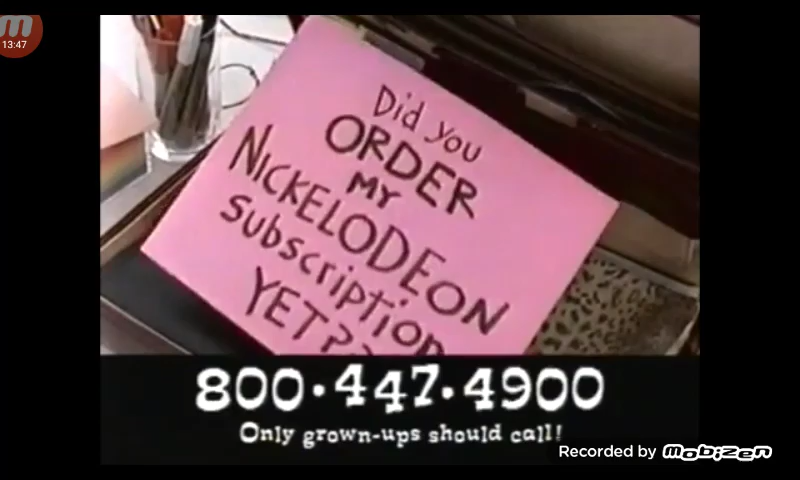 m
13:47
Did you
ORDER
MY
NICKELODEON
subscription
YET??
800·447·4900
Only grown-ups should call!
Recorded by mobizen